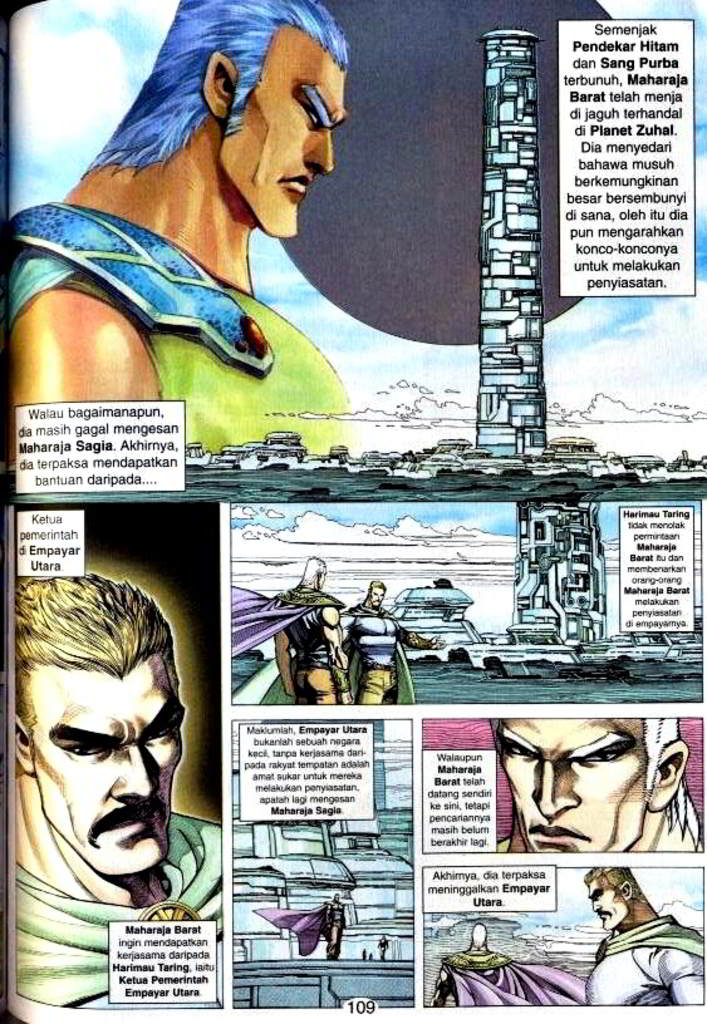 Semenjak
Pendekar Hitam
dan Sang Purba
terbunuh, Maharaja
Barat telah menja
di jaguh terhandal
di Planet Zuhal.
Dia menyedari
bahawa musuh
berkemungkinan
besar bersembunyi
di sana, oleh itu dia
pun mengarahkan
konco-konconya
untuk melakukan
penyiasatan.
Walau bagaimanapun,
dia masih gagal mengesan
Maharaja Sagia. Akhirnya,
dia terpaksa mendapatkan
bantuan daripada....
Ketua
pemerintah
di Empayar
Utara
Maharaja Barat
ingin mendapatkan
kerjasama daripada
Harimau Taring, iaitu
Ketua Pemerintah
Empayar Utara.
Harimau Taring
tidak menolak
permintaan
Maharaja
Barat itu dan
membenarkan
orang-orang
Maharaja Barat
melakukan
penyiasatan
di empayarnya.
Maklumlah, Empayar Utara
bukanlah sebuah negara
kecil, tanpa kerjasama dari-
pada rakyat tempatan adalah
amat sukar untuk mereka
melakukan penyiasatan,
apatah lagi mengesan
Maharaja Sagia.
Walaupun
Maharaja
Barat telah
datang sendiri
ke sini, tetapi
pencariannya
masih belum
berakhir lagi.
Akhirnya, dia terpaksa
meninggalkan Empayar
Utara.
109